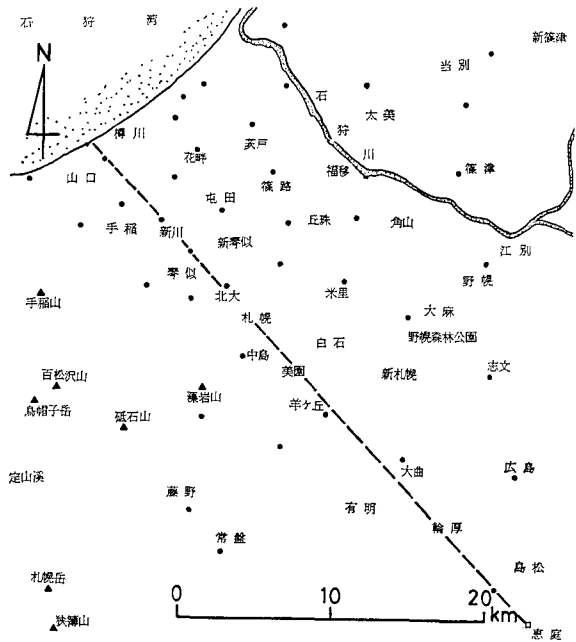 石狩湾
新篠津
当別
N
石狩川
太美
樽川
茨戸
花畔
福移
篠津
山口
篠路
屯田
手稲
新川
丘珠
角山
新琴似
江別
琴似
野幌
手稲山
北大
米里
大麻
札幌
白石
野幌森林公園
中島
美園
新札幌
志文
百松沢山
藻岩山
烏帽子岳
砥石山
羊ケ丘
定山渓
大曲
広島
藤野
有明
輪厚
常盤
島松
札幌岳
狭簿山
0 10 20
km
恵庭